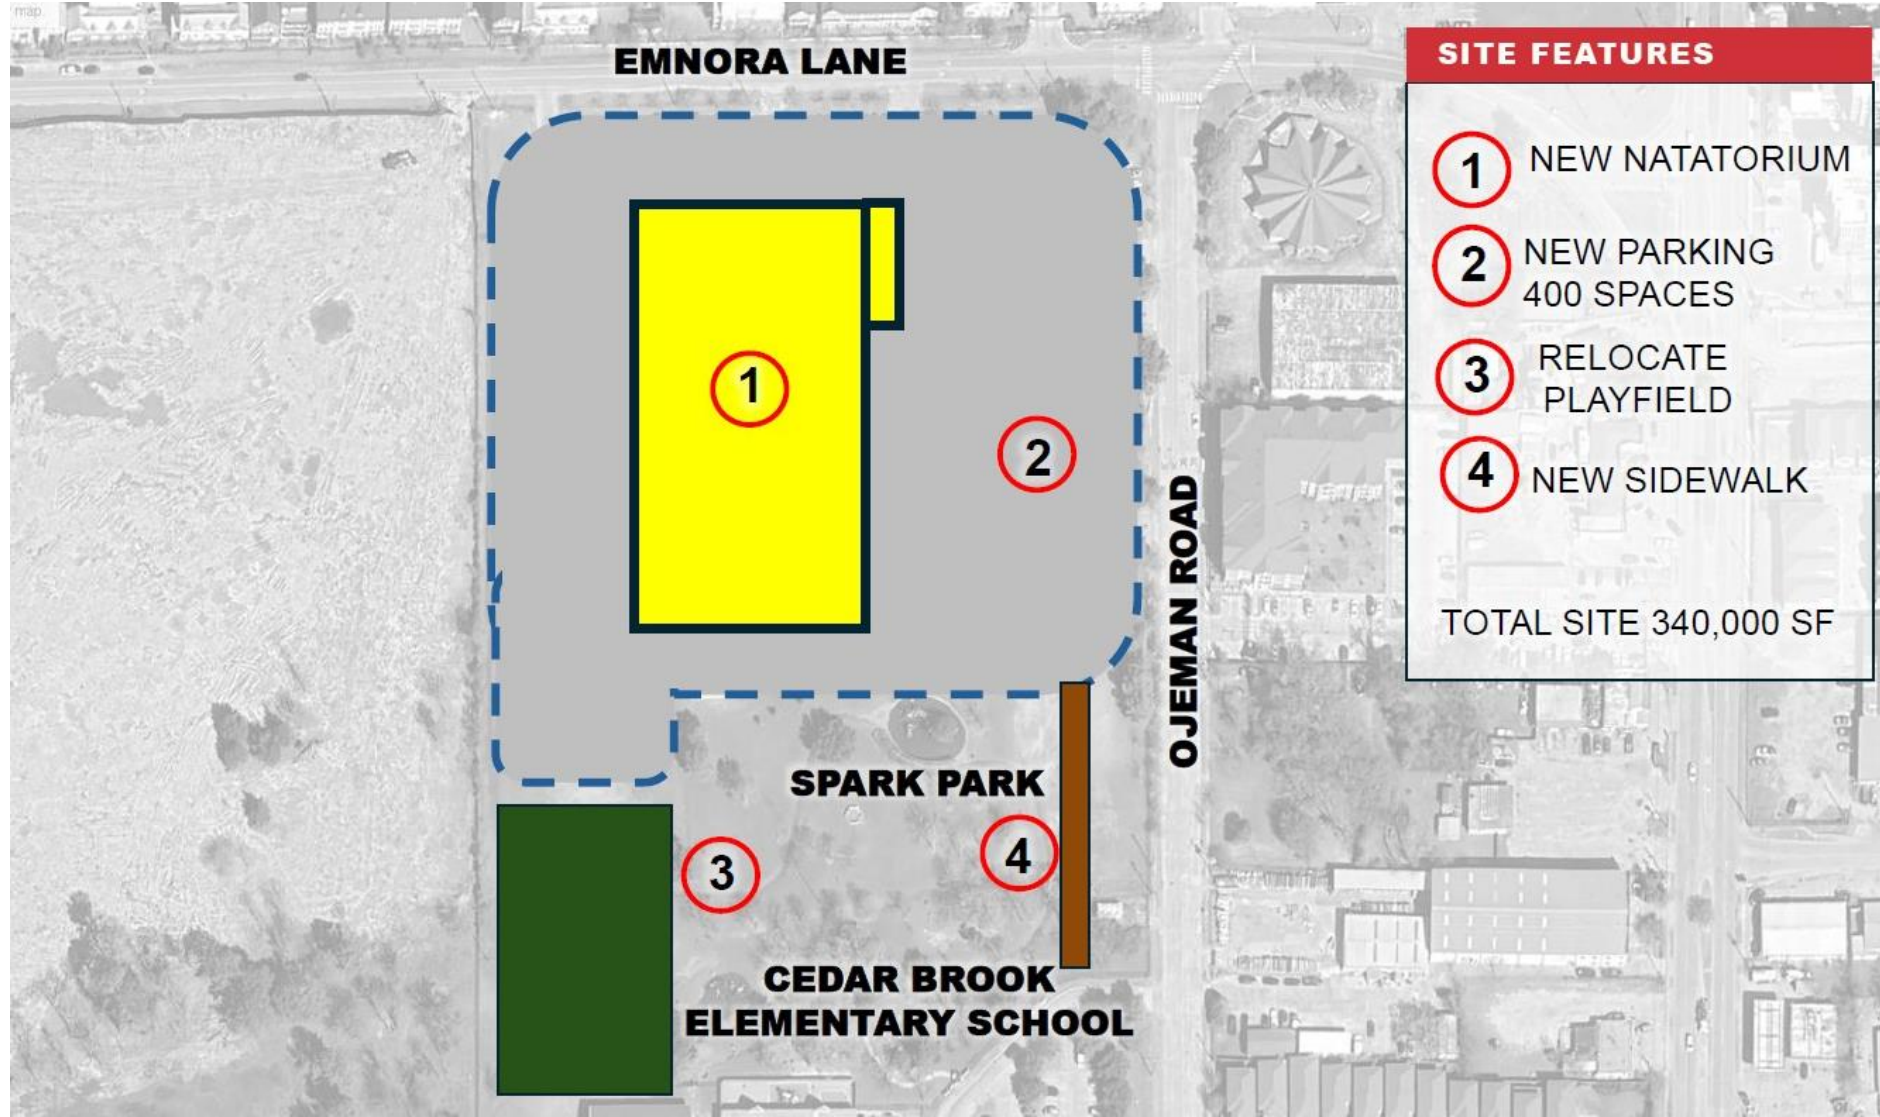 map.
EMNORA LANE
SITE FEATURES
1 NEW NATATORIUM
2 NEW PARKING
400 SPACES
3 RELOCATE
PLAYFIELD
4 NEW SIDEWALK
TOTAL SITE 340,000 SF
1
2
OJEMAN ROAD
SPARK PARK
3
4
CEDAR BROOK
ELEMENTARY SCHOOL